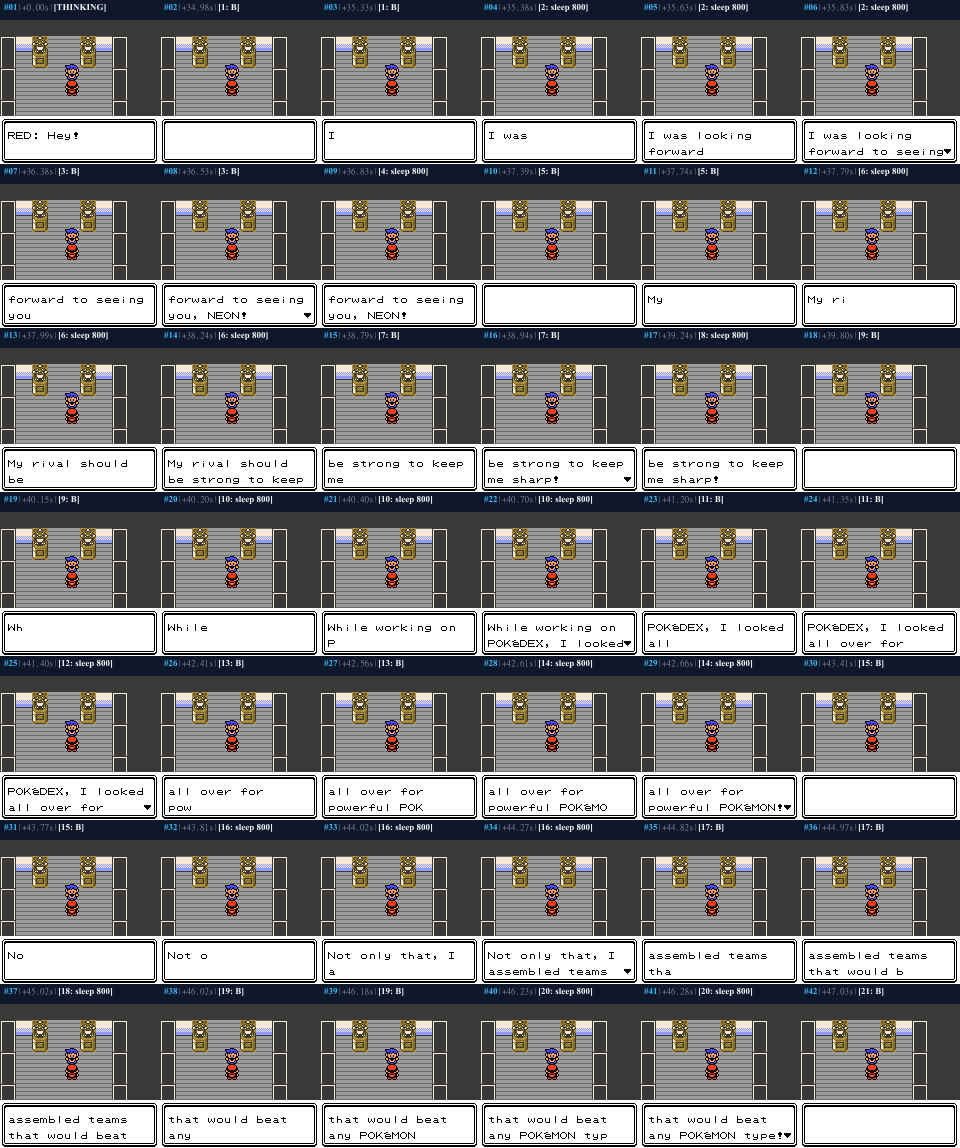 #01|+0.00s|[THINKING]
#02|+34.98s|[1: B]
#03|+35.33s|[1: B]
#04|+35.38s|[2: sleep 800]
#05|+35.63s|[2: sleep 800]
#06|+35.83s|[2: sleep 800]
RED: Hey!
I
I was
I was looking
forward
I was looking
forward to seeing▼
#07|+36.38s|[3: B]
#08|+36.53s|[3: B]
#09|+36.83s|[4: sleep 800]
#10|+37.39s|[5: B]
#11|+37.74s|[5: B]
#12|+37.79s|[6: sleep 800]
forward to seeing
you
forward to seeing
you, NEON! ▼
forward to seeing
you, NEON!
My
My ri
#13|+37.99s|[6: sleep 800]
#14|+38.24s|[6: sleep 800]
#15|+38.79s|[7: B]
#16|+38.94s|[7: B]
#17|+39.24s|[8: sleep 800]
#18|+39.80s|[9: B]
My rival should
be
My rival should
be strong to keep
be strong to keep
me
be strong to keep
me sharp! ▼
be strong to keep
me sharp!
#19|+40.15s|[9: B]
#20|+40.20s|[10: sleep 800]
#21|+40.40s|[10: sleep 800]
#22|+40.70s|[10: sleep 800]
#23|+41.20s|[11: B]
#24|+41.35s|[11: B]
Wh
While
While working on
P
While working on
POKéDEX, I looked▼
POKéDEX, I looked
all
POKéDEX, I looked
all over for
#25|+41.40s|[12: sleep 800]
#26|+42.41s|[13: B]
#27|+42.56s|[13: B]
#28|+42.61s|[14: sleep 800]
#29|+42.66s|[14: sleep 800]
#30|+43.41s|[15: B]
POKéDEX, I looked
all over for ▼
all over for
pow
all over for
powerful POK
all over for
powerful POKéMO
all over for
powerful POKéMON!▼
#31|+43.77s|[15: B]
#32|+43.81s|[16: sleep 800]
#33|+44.02s|[16: sleep 800]
#34|+44.27s|[16: sleep 800]
#35|+44.82s|[17: B]
#36|+44.97s|[17: B]
No
Not o
Not only that, I
a
Not only that, I
assembled teams ▼
assembled teams
tha
assembled teams
that would b
#37|+45.02s|[18: sleep 800]
#38|+46.02s|[19: B]
#39|+46.18s|[19: B]
#40|+46.23s|[20: sleep 800]
#41|+46.28s|[20: sleep 800]
#42|+47.03s|[21: B]
assembled teams
that would beat
that would beat
any
that would beat
any POKéMON
that would beat
any POKéMON typ
that would beat
any POKéMON type!▼